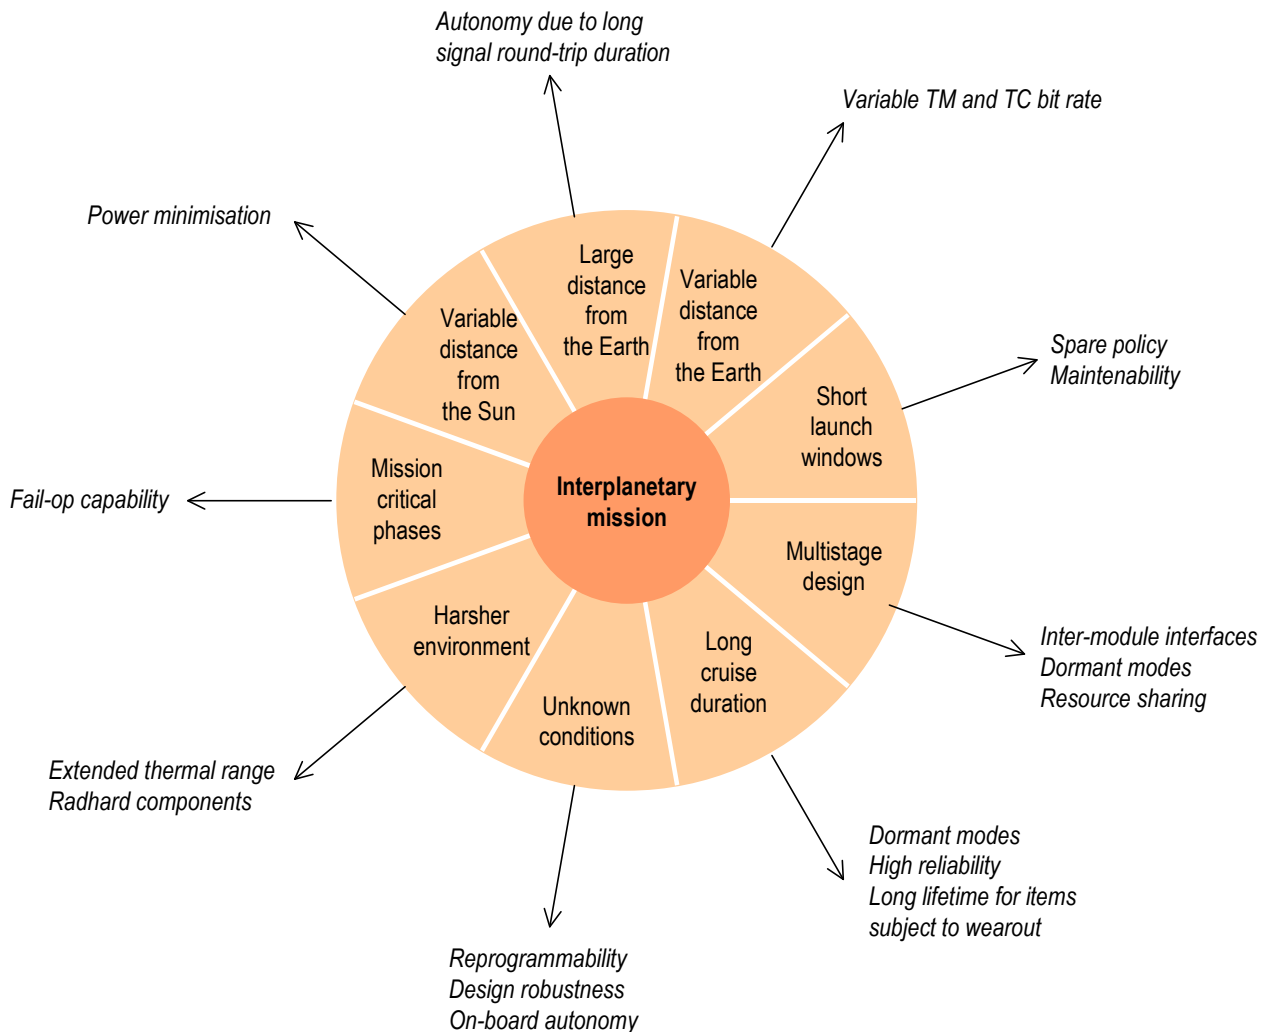 Autonomy due to long
signal round-trip duration
Variable TM and TC bit rate
Power minimisation
Large
distance
from
the Earth
Variable
distance
from
the Earth
Variable
distance
from
the Sun
Spare policy
Maintenability
Short
launch
windows
Mission
critical
phases
Fail-op capability
Interplanetary
mission
Multistage
design
Harsher
environment
Long
cruise
duration
Inter-module interfaces
Dormant modes
Resource sharing
Unknown
conditions
Extended thermal range
Radhard components
Dormant modes
High reliability
Long lifetime for items
subject to wearout
Reprogrammability
Design robustness
On-board autonomy